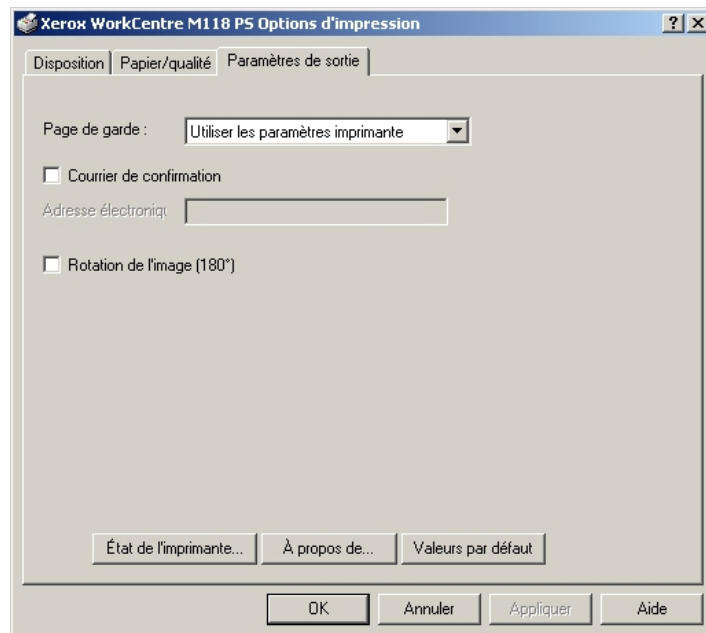 Xerox WorkCentre M118 PS Options d'impression
Disposition Papier/qualité Paramètres de sortie
Page de garde : Utiliser les paramètres imprimante
Courrier de confirmation
Adresse électroniqu
Rotation de l'image (180°)
État de l'imprimante... À propos de... Valeurs par défaut
OK Annuler Appliquer Aide